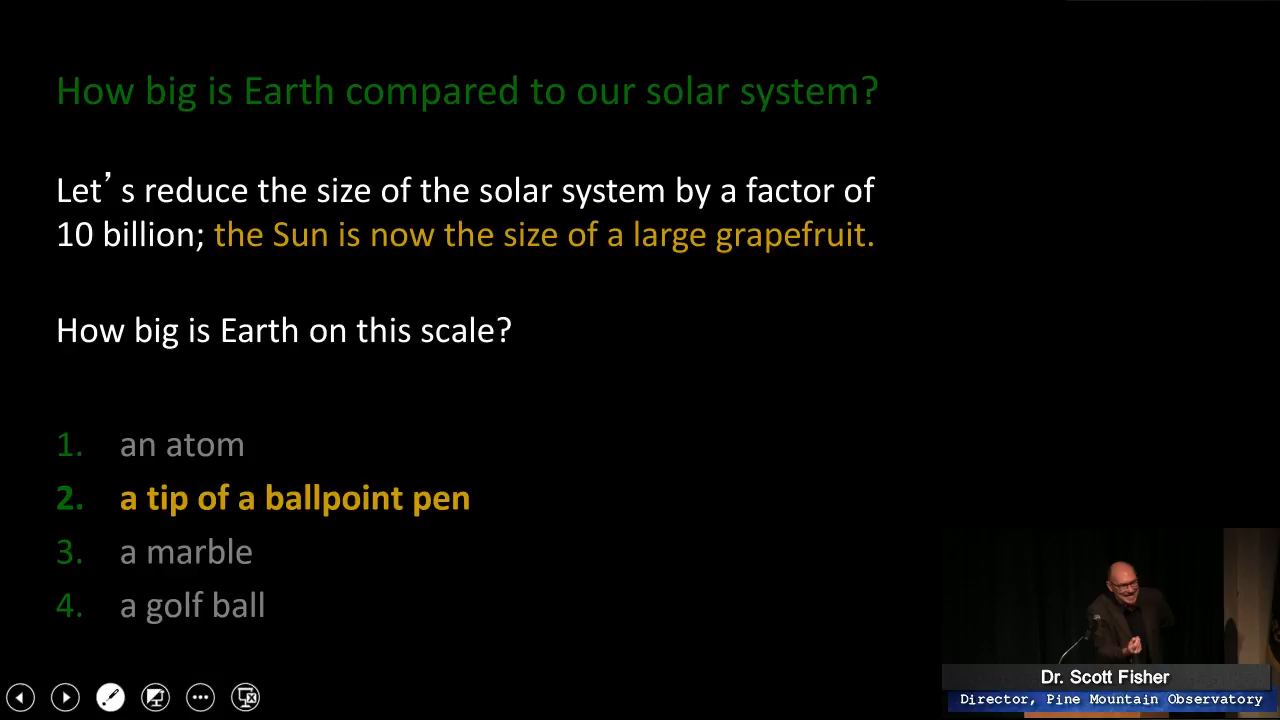 How big is Earth compared to our solar system?
Let’s reduce the size of the solar system by a factor of
10 billion; the Sun is now the size of a large grapefruit.
How big is Earth on this scale?
1. an atom
2. a tip of a ballpoint pen
3. a marble
4. a golf ball
Dr. Scott Fisher
Director, Pine Mountain Observatory